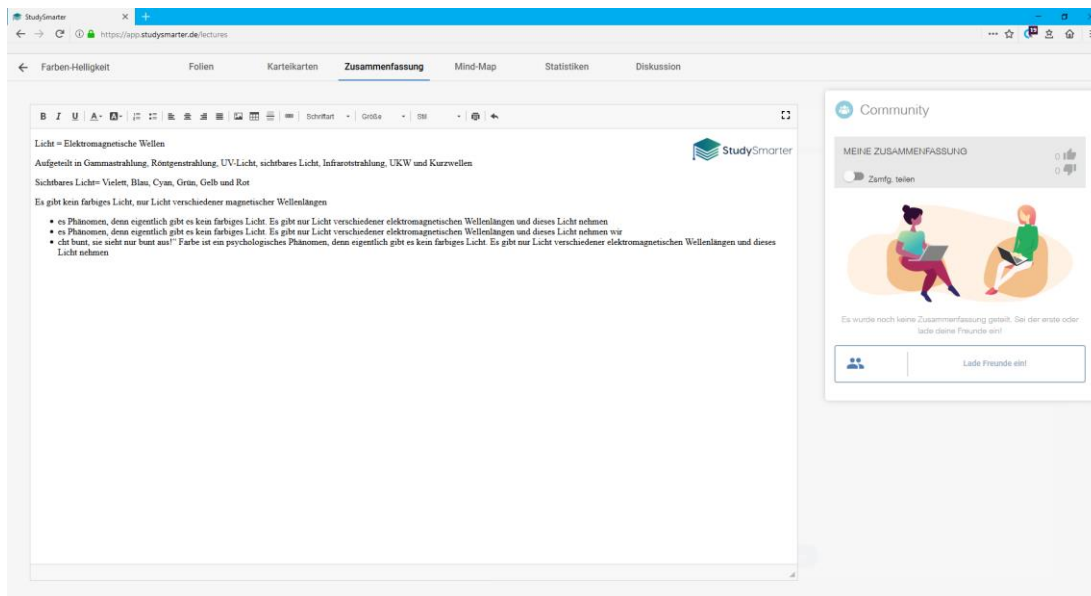 StudySmarter
https://app.studysmarter.de/lectures
19
Farben-Helligkeit Folien Karteikarten Zusammenfassung Mind-Map Statistiken Diskussion
B I U A A Schriftart Größe Stil
StudySmarter
Licht = Elektromagnetische Wellen
Aufgeteilt in Gammastrahlung, Röntgenstrahlung, UV-Licht, sichtbares Licht, Infrarotstrahlung, UKW und Kurzwellen
Sichtbares Licht= Vielett, Blau, Cyan, Grün, Gelb und Rot
Es gibt kein farbiges Licht, nur Licht verschiedener magnetischer Wellenlängen
• es Phänomen, denn eigentlich gibt es kein farbiges Licht. Es gibt nur Licht verschiedener elektromagnetischen Wellenlängen und dieses Licht nehmen
• es Phänomen, denn eigentlich gibt es kein farbiges Licht. Es gibt nur Licht verschiedener elektromagnetischen Wellenlängen und dieses Licht nehmen wir
• cht bunt, sie sieht nur bunt aus!" Farbe ist ein psychologisches Phänomen, denn eigentlich gibt es kein farbiges Licht. Es gibt nur Licht verschiedener elektromagnetischen Wellenlängen und dieses
Licht nehmen
Community
MEINE ZUSAMMENFASSUNG
0
0
Zsmfg. teilen
Es wurde noch keine Zusammenfassung geteilt. Sei der erste oder
lade deine Freunde ein!
Lade Freunde ein!